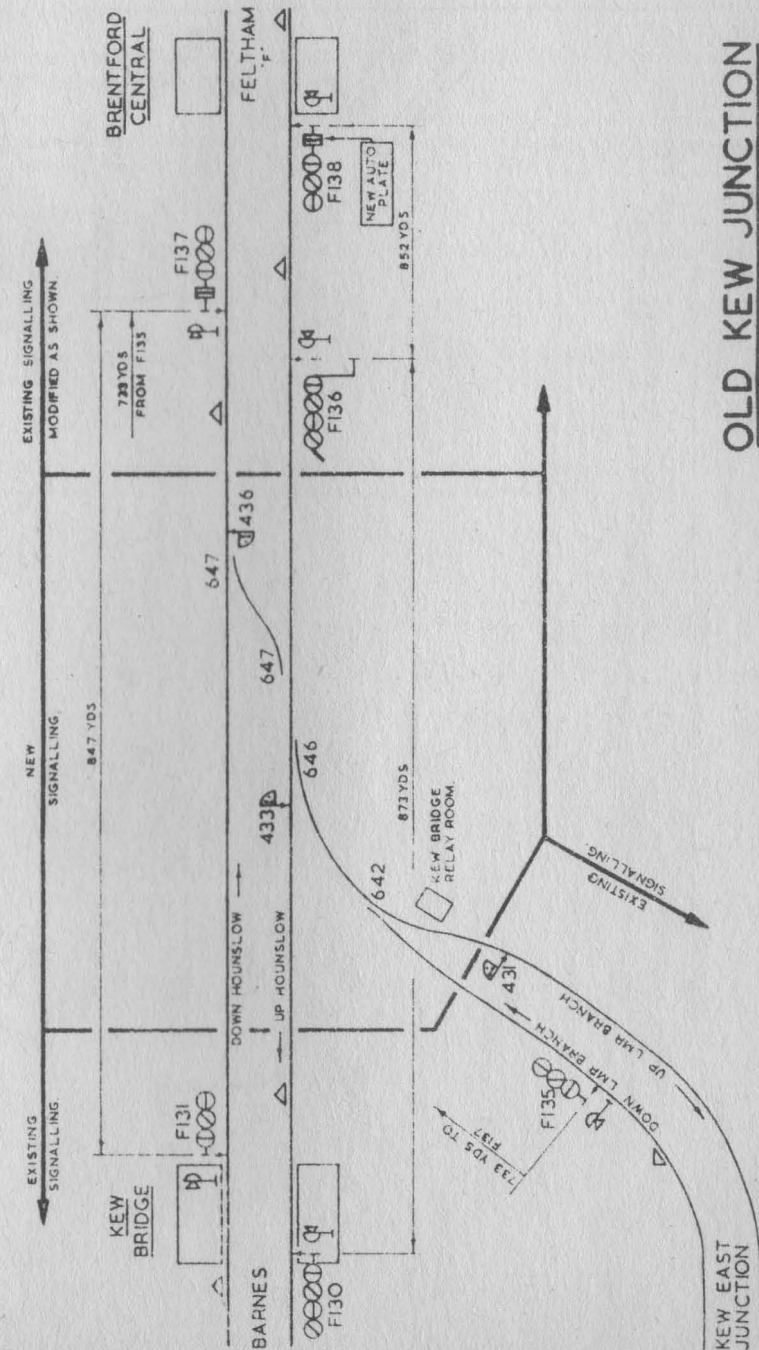 EXISTING
SIGNALLING.
NEW
SIGNALLING.
EXISTING SIGNALLING
MODIFIED AS SHOWN.
847 YDS
733 YDS
FROM F135
KEW
BRIDGE
BRENTFORD
CENTRAL
F131
F137
647
436
BARNES
DOWN HOUNSLOW
UP HOUNSLOW
FELTHAM
'F'
433
647
646
F130
F136
F138
NEW AUTO
PLATE
873 YDS
852 YDS
642
KEW BRIDGE
RELAY ROOM.
431
EXISTING
SIGNALLING.
F135
733 YDS TO
F137
DOWN LMR BRANCH
UP LMR BRANCH
KEW EAST
JUNCTION
OLD KEW JUNCTION